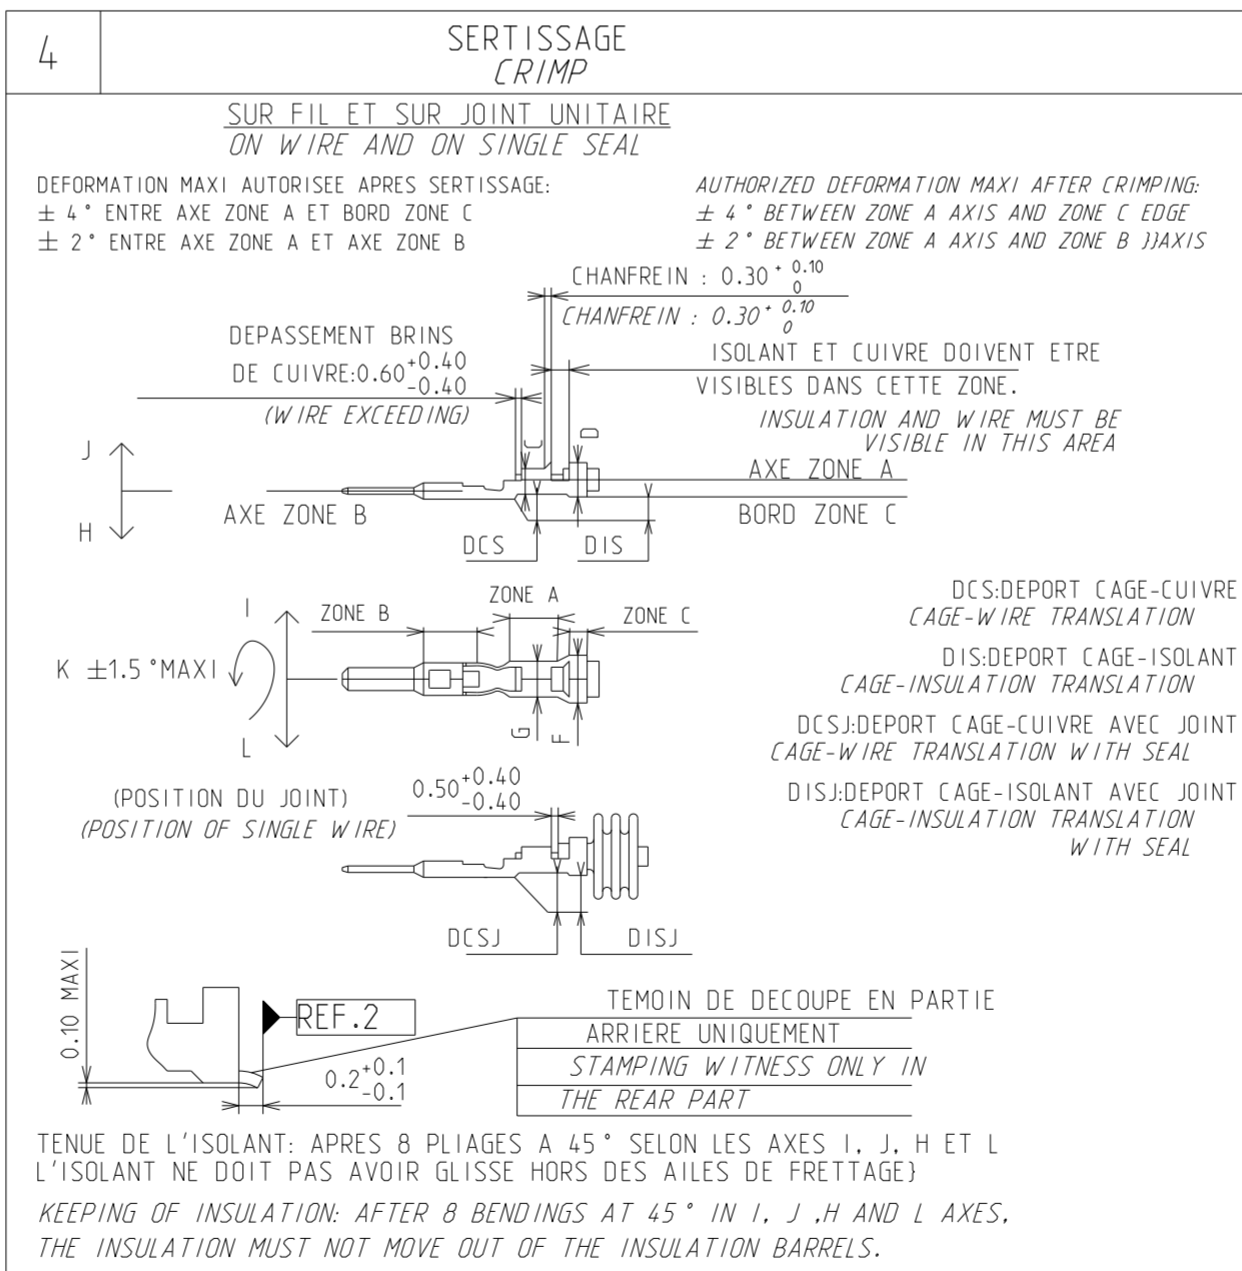 4
SERTISSAGE
CRIMP
SUR FIL ET SUR JOINT UNITAIRE
ON WIRE AND ON SINGLE SEAL
DEFORMATION MAXI AUTORISEE APRES SERTISSAGE:
± 4° ENTRE AXE ZONE A ET BORD ZONE C
± 2° ENTRE AXE ZONE A ET AXE ZONE B
AUTHORIZED DEFORMATION MAXI AFTER CRIMPING:
± 4° BETWEEN ZONE A AXIS AND ZONE C EDGE
± 2° BETWEEN ZONE A AXIS AND ZONE B }}AXIS
CHANFREIN : 0.30 + 0.10 0
CHANFREIN : 0.30 + 0.10 0
DEPASSEMENT BRINS
DE CUIVRE:0.60 +0.40 -0.40
(WIRE EXCEEDING)
ISOLANT ET CUIVRE DOIVENT ETRE
VISIBLES DANS CETTE ZONE.
INSULATION AND WIRE MUST BE
VISIBLE IN THIS AREA
C
D
J
H
AXE ZONE A
AXE ZONE B
BORD ZONE C
DCS
DIS
ZONE A
ZONE B
ZONE C
I
K ±1.5°MAXI
L
G
F
DCS:DEPORT CAGE-CUIVRE
CAGE-WIRE TRANSLATION
DIS:DEPORT CAGE-ISOLANT
CAGE-INSULATION TRANSLATION
DCSJ:DEPORT CAGE-CUIVRE AVEC JOINT
CAGE-WIRE TRANSLATION WITH SEAL
DISJ:DEPORT CAGE-ISOLANT AVEC JOINT
CAGE-INSULATION TRANSLATION
WITH SEAL
(POSITION DU JOINT)
(POSITION OF SINGLE WIRE)
0.50 +0.40 -0.40
DCSJ
DISJ
0.10 MAXI
REF.2
0.2 +0.1 -0.1
TEMOIN DE DECOUPE EN PARTIE
ARRIERE UNIQUEMENT
STAMPING WITNESS ONLY IN
THE REAR PART
TENUE DE L'ISOLANT: APRES 8 PLIAGES A 45° SELON LES AXES I, J, H ET L
L'ISOLANT NE DOIT PAS AVOIR GLISSE HORS DES AILES DE FRETTAGE}
KEEPING OF INSULATION: AFTER 8 BENDINGS AT 45° IN I, J ,H AND L AXES,
THE INSULATION MUST NOT MOVE OUT OF THE INSULATION BARRELS.